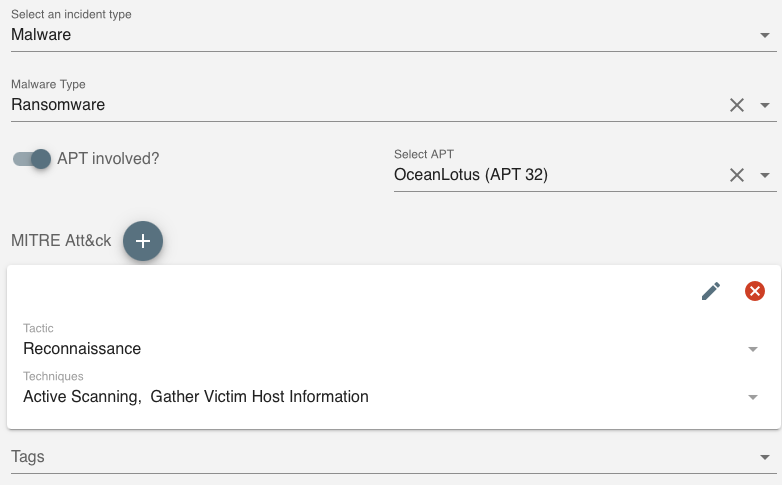 Select an incident type
Malware
Malware Type
Ransomware
APT involved?
Select APT
OceanLotus (APT 32)
MITRE Att&ck
Tactic
Reconnaissance
Techniques
Active Scanning,  Gather Victim Host Information
Tags